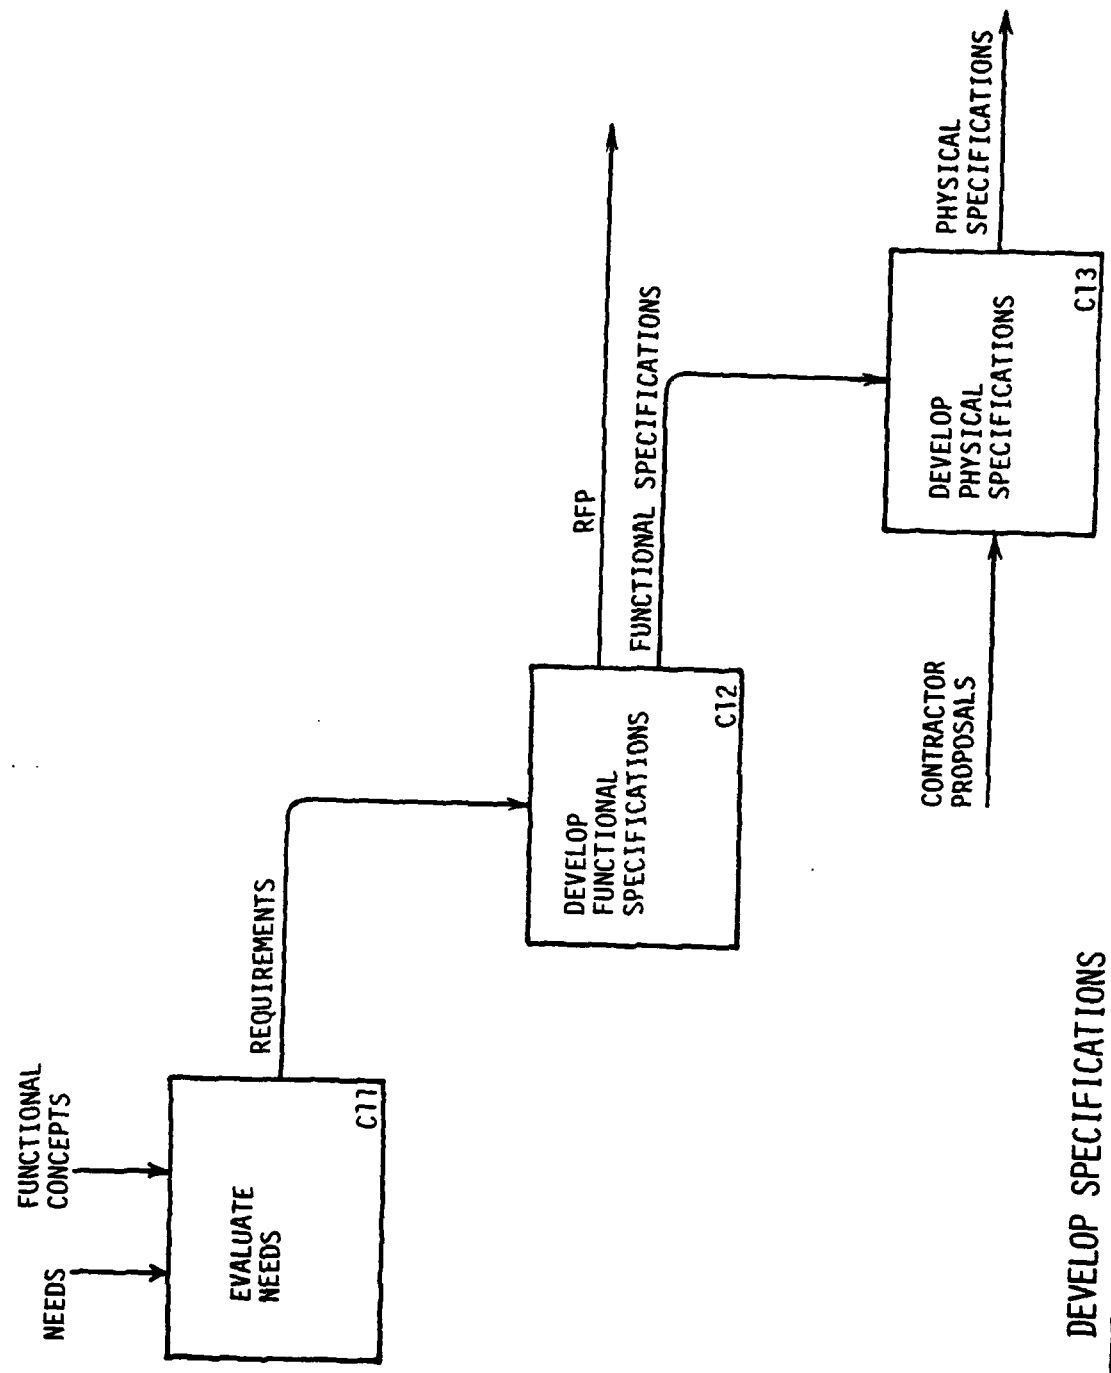 NEEDS
FUNCTIONAL
CONCEPTS
EVALUATE
NEEDS
C11
REQUIREMENTS
DEVELOP
FUNCTIONAL
SPECIFICATIONS
C12
RFP
FUNCTIONAL SPECIFICATIONS
CONTRACTOR
PROPOSALS
DEVELOP
PHYSICAL
SPECIFICATIONS
C13
PHYSICAL
SPECIFICATIONS
DEVELOP SPECIFICATIONS